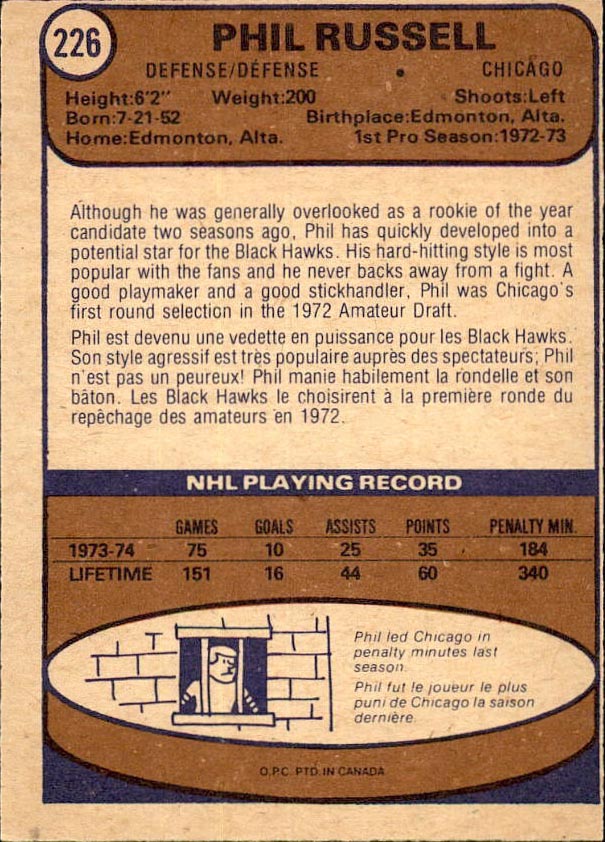 226
PHIL RUSSELL
DEFENSE/DÉFENSE • CHICAGO
Height:6'2" Weight:200 Shoots:Left
Born:7-21-52 Birthplace:Edmonton, Alta.
Home:Edmonton, Alta. 1st Pro Season:1972-73
Although he was generally overlooked as a rookie of the year
candidate two seasons ago, Phil has quickly developed into a
potential star for the Black Hawks. His hard-hitting style is most
popular with the fans and he never backs away from a fight. A
good playmaker and a good stickhandler, Phil was Chicago's
first round selection in the 1972 Amateur Draft.
Phil est devenu une vedette en puissance pour les Black Hawks.
Son style agressif est très populaire auprès des spectateurs; Phil
n'est pas un peureux! Phil manie habilement la rondelle et son
bâton. Les Black Hawks le choisirent à la première ronde du
repêchage des amateurs en 1972.
NHL PLAYING RECORD
GAMES GOALS ASSISTS POINTS PENALTY MIN.
1973-74 75 10 25 35 184
LIFETIME 151 16 44 60 340
Phil led Chicago in
penalty minutes last
season.
Phil fut le joueur le plus
puni de Chicago la saison
dernière.
O.P.C. PTD. IN CANADA